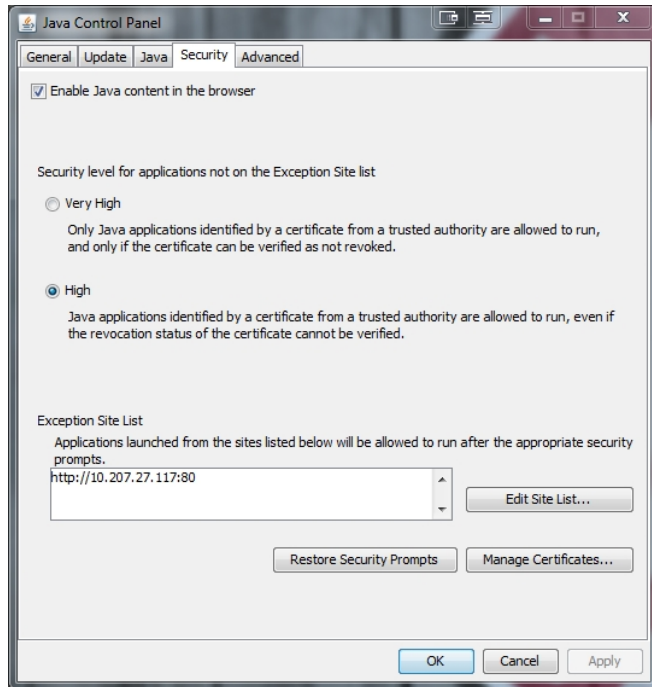 Java Control Panel
General Update Java Security Advanced
Enable Java content in the browser
Security level for applications not on the Exception Site list
Very High
Only Java applications identified by a certificate from a trusted authority are allowed to run,
and only if the certificate can be verified as not revoked.
High
Java applications identified by a certificate from a trusted authority are allowed to run, even if
the revocation status of the certificate cannot be verified.
Exception Site List
Applications launched from the sites listed below will be allowed to run after the appropriate security
prompts.
http://10.207.27.117:80
Edit Site List...
Restore Security Prompts Manage Certificates...
OK Cancel Apply